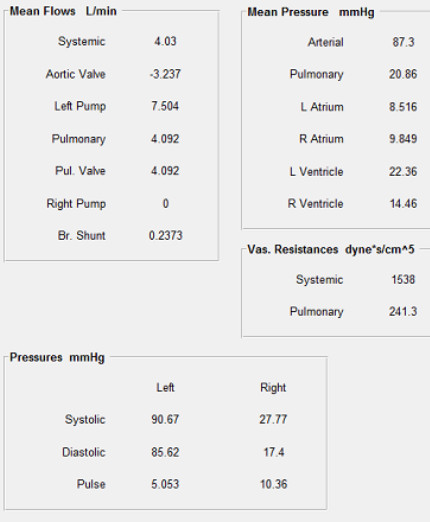 Mean Flows L/min
Systemic 4.03
Aortic Valve -3.237
Left Pump 7.504
Pulmonary 4.092
Pul. Valve 4.092
Right Pump 0
Br. Shunt 0.2373
Mean Pressure mmHg
Arterial 87.3
Pulmonary 20.86
L Atrium 8.516
R Atrium 9.849
L Ventricle 22.36
R Ventricle 14.46
Vas. Resistances dyne*s/cm^5
Systemic 1538
Pulmonary 241.3
Pressures mmHg
Left Right
Systolic 90.67 27.77
Diastolic 85.62 17.4
Pulse 5.053 10.36